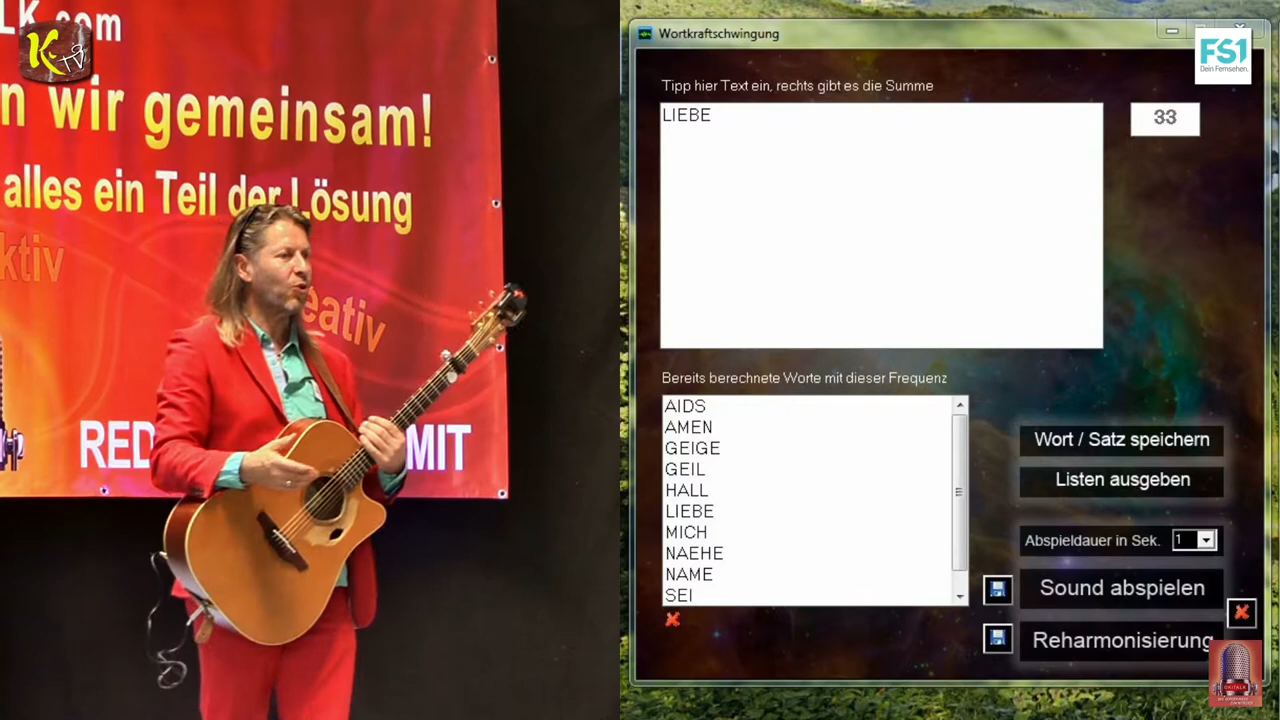 LK.com
K TV
n wir gemeinsam!
alles ein Teil der Lösung
ktiv
eativ
RED
MIT
Wortkraftschwingung
FS1
Dein Fernsehen.
Tipp hier Text ein, rechts gibt es die Summe
LIEBE
33
Bereits berechnete Worte mit dieser Frequenz
AIDS
AMEN
GEIGE
GEIL
HALL
LIEBE
MICH
NAEHE
NAME
SEI
Wort / Satz speichern
Listen ausgeben
Abspieldauer in Sek.
1
Sound abspielen
Reharmonisierung
OKITALK